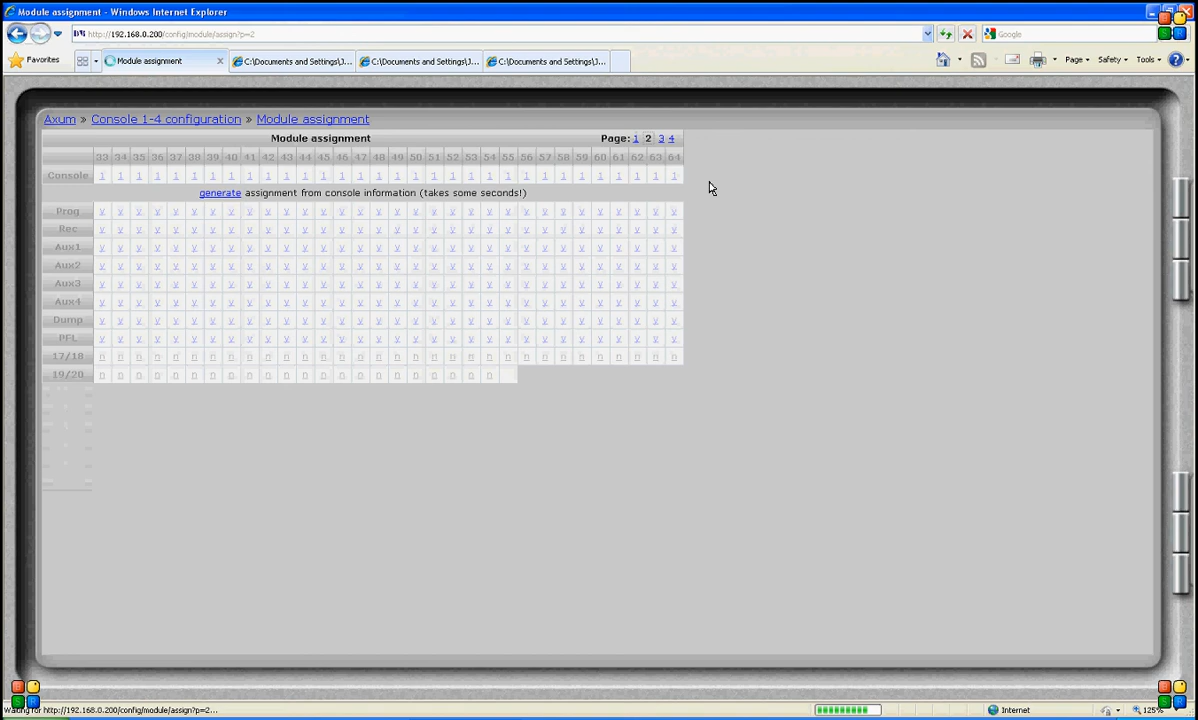 Module assignment - Windows Internet Explorer
http://192.168.0.200/config/module/assign?p=2
Google
Favorites
Module assignment
C:\Documents and Settings\J...
C:\Documents and Settings\J...
C:\Documents and Settings\J...
Page
Safety
Tools
Axum » Console 1-4 configuration » Module assignment
Module assignment Page: 1 2 3 4
33 34 35 36 37 38 39 40 41 42 43 44 45 46 47 48 49 50 51 52 53 54 55 56 57 58 59 60 61 62 63 64
Console 1 1 1 1 1 1 1 1 1 1 1 1 1 1 1 1 1 1 1 1 1 1 1 1 1 1 1 1 1 1 1 1
generate assignment from console information (takes some seconds!)
Prog y y y y y y y y y y y y y y y y y y y y y y y y y y y y y y y y
Rec y y y y y y y y y y y y y y y y y y y y y y y y y y y y y y y y
Aux1 y y y y y y y y y y y y y y y y y y y y y y y y y y y y y y y y
Aux2 y y y y y y y y y y y y y y y y y y y y y y y y y y y y y y y y
Aux3 y y y y y y y y y y y y y y y y y y y y y y y y y y y y y y y y
Aux4 y y y y y y y y y y y y y y y y y y y y y y y y y y y y y y y y
Dump y y y y y y y y y y y y y y y y y y y y y y y y y y y y y y y y
PFL y y y y y y y y y y y y y y y y y y y y y y y y y y y y y y y y
17/18 n n n n n n n n n n n n n n n n n n n n n n n n n n n n n n n n
19/20 n n n n n n n n n n n n n n n n n n n n n n
Waiting for http://192.168.0.200/config/module/assign?p=2...
Internet
125%